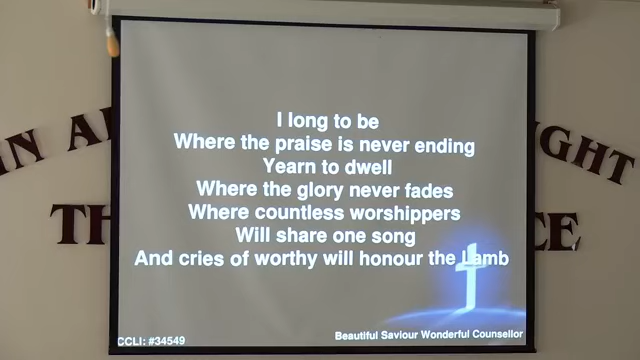 I long to be
Where the praise is never ending
Yearn to dwell
Where the glory never fades
Where countless worshippers
Will share one song
And cries of worthy will honour the Lamb
CCLI: #34549
Beautiful Saviour Wonderful Counsellor